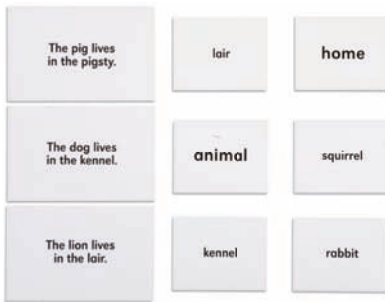 The pig lives
in the pigsty.
lair
home
The dog lives
in the kennel.
animal
squirrel
The lion lives
in the lair.
kennel
rabbit